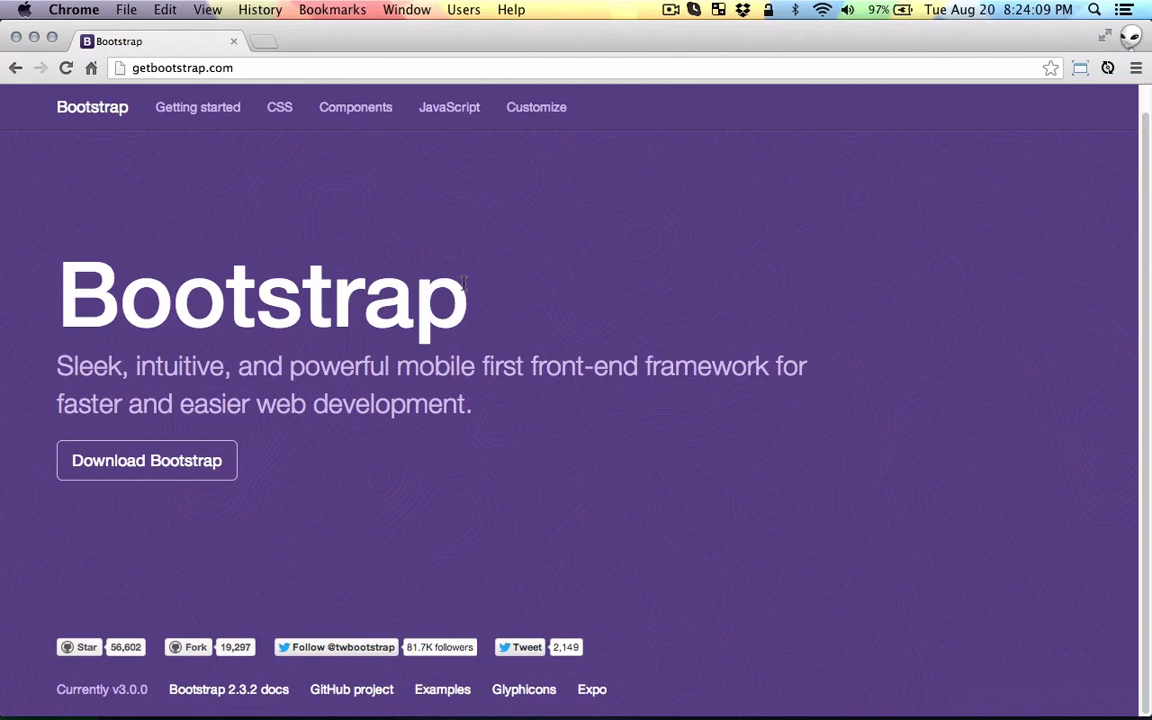 Chrome File Edit View History Bookmarks Window Users Help 97% Tue Aug 20 8:24:09 PM
Bootstrap
getbootstrap.com
Bootstrap Getting started CSS Components JavaScript Customize
Bootstrap
Sleek, intuitive, and powerful mobile first front-end framework for
faster and easier web development.
Download Bootstrap
Star 56,602 Fork 19,297 Follow @twbootstrap 81.7K followers Tweet 2,149
Currently v3.0.0 Bootstrap 2.3.2 docs GitHub project Examples Glyphicons Expo